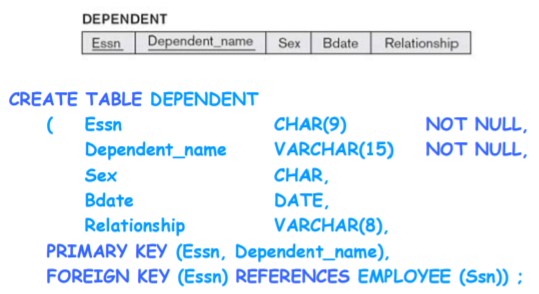 DEPENDENT
Essn Dependent_name Sex Bdate Relationship
CREATE TABLE DEPENDENT
( Essn CHAR(9) NOT NULL,
Dependent_name VARCHAR(15) NOT NULL,
Sex CHAR,
Bdate DATE,
Relationship VARCHAR(8),
PRIMARY KEY (Essn, Dependent_name),
FOREIGN KEY (Essn) REFERENCES EMPLOYEE (Ssn)) ;